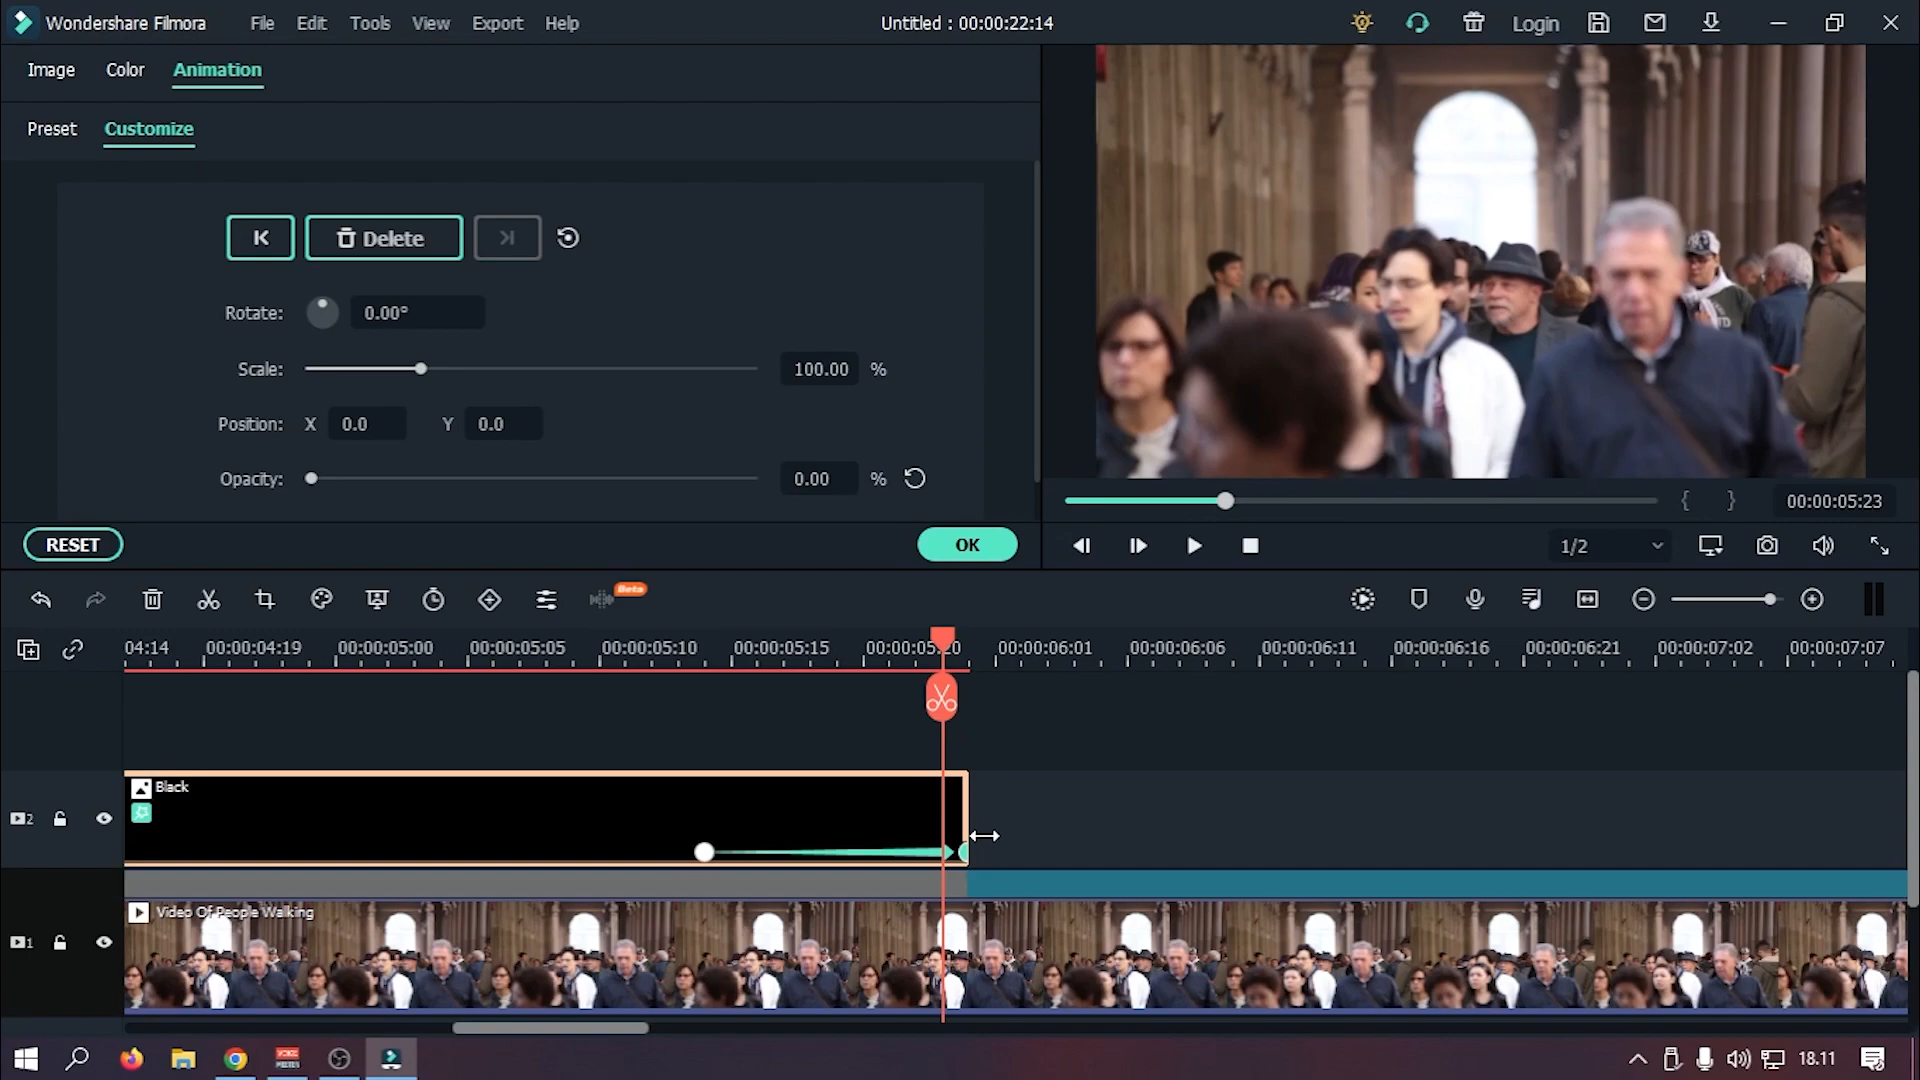 Wondershare Filmora File Edit Tools View Export Help Untitled : 00:00:22:14 Login
Image Color Animation
Preset Customize
Delete
Rotate: 0.00°
Scale: 100.00 %
Position: X 0.0 Y 0.0
Opacity: 0.00 %
{ } 00:00:05:23
RESET OK
1/2
Beta
04:14 00:00:04:19 00:00:05:00 00:00:05:05 00:00:05:10 00:00:05:15 00:00:05:20 00:00:06:01 00:00:06:06 00:00:06:11 00:00:06:16 00:00:06:21 00:00:07:02 00:00:07:07
Black
2
Video Of People Walking
1
18.11